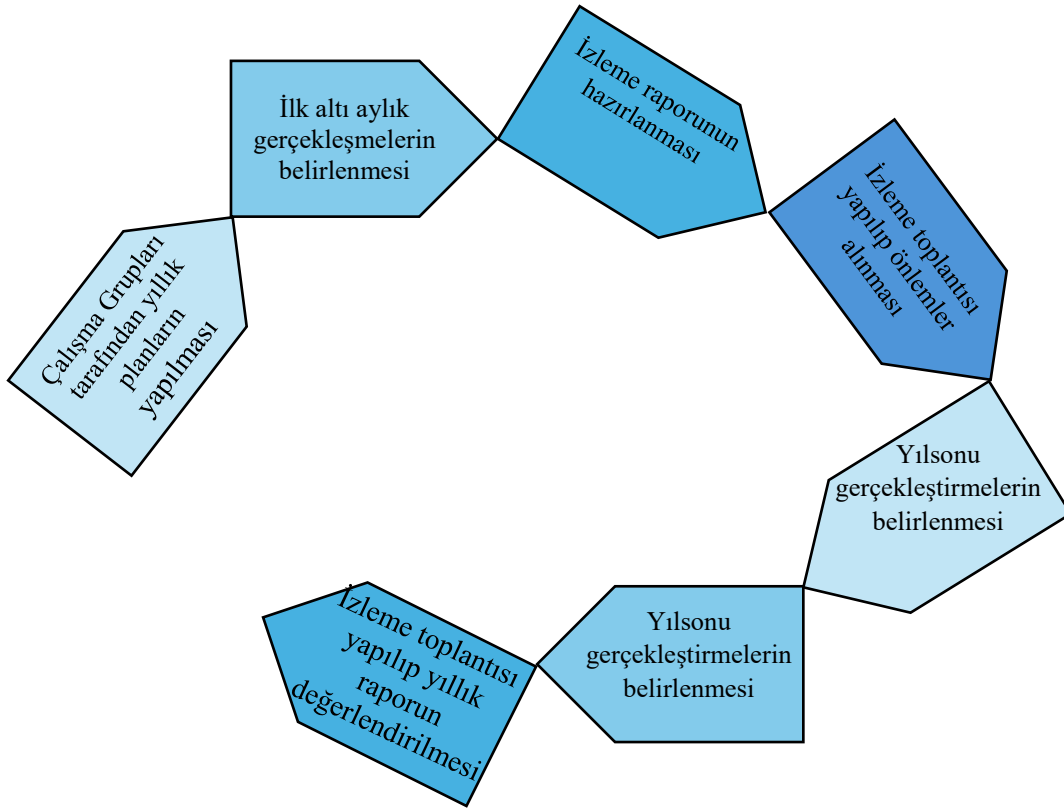 Çalışma Grupları
tarafından yıllık
planların
yapılması
İlk altı aylık
gerçekleşmelerin
belirlenmesi
İzleme raporunun
hazırlanması
İzleme toplantısı
yapılıp önlemler
alınması
Yılsonu
gerçekleştirmelerin
belirlenmesi
Yılsonu
gerçekleştirmelerin
belirlenmesi
İzleme toplantısı
yapılıp yıllık
raporun
değerlendirilmesi